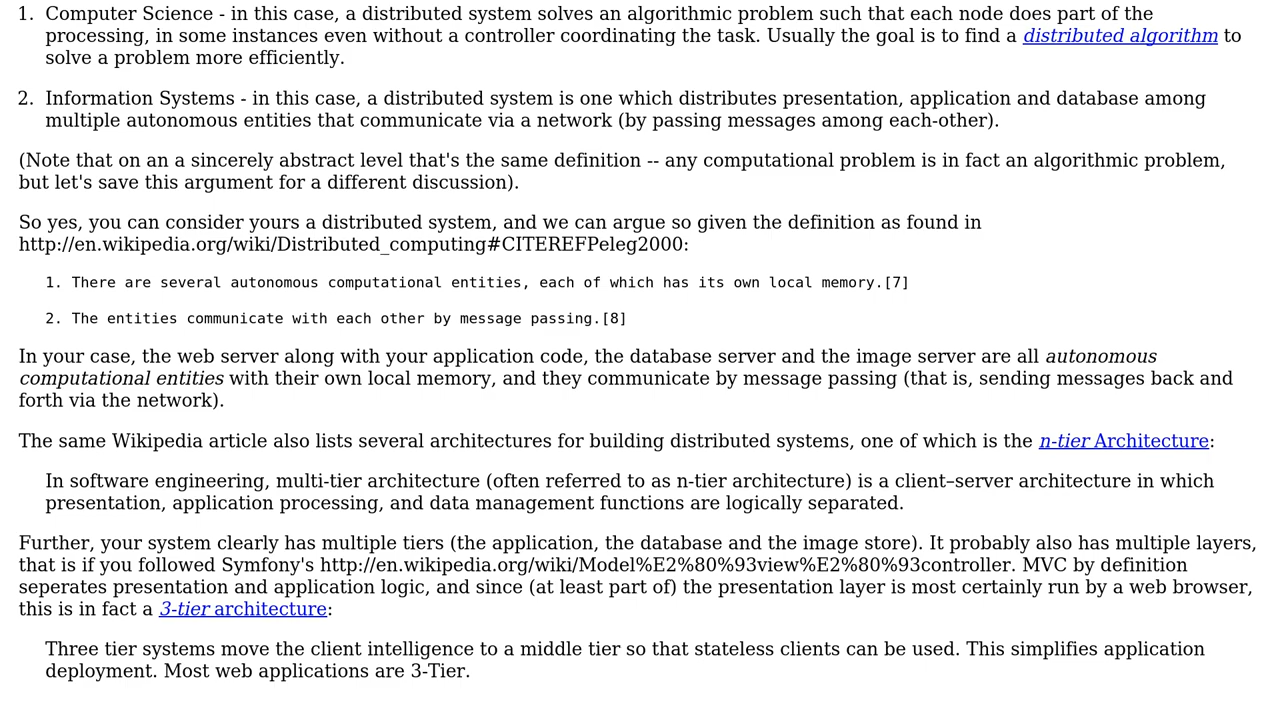 1. Computer Science - in this case, a distributed system solves an algorithmic problem such that each node does part of the
processing, in some instances even without a controller coordinating the task. Usually the goal is to find a distributed algorithm to
solve a problem more efficiently.
2. Information Systems - in this case, a distributed system is one which distributes presentation, application and database among
multiple autonomous entities that communicate via a network (by passing messages among each-other).
(Note that on an a sincerely abstract level that's the same definition -- any computational problem is in fact an algorithmic problem,
but let's save this argument for a different discussion).
So yes, you can consider yours a distributed system, and we can argue so given the definition as found in
http://en.wikipedia.org/wiki/Distributed_computing#CITEREFPeleg2000:
1. There are several autonomous computational entities, each of which has its own local memory.[7]
2. The entities communicate with each other by message passing.[8]
In your case, the web server along with your application code, the database server and the image server are all autonomous
computational entities with their own local memory, and they communicate by message passing (that is, sending messages back and
forth via the network).
The same Wikipedia article also lists several architectures for building distributed systems, one of which is the n-tier Architecture:
In software engineering, multi-tier architecture (often referred to as n-tier architecture) is a client–server architecture in which
presentation, application processing, and data management functions are logically separated.
Further, your system clearly has multiple tiers (the application, the database and the image store). It probably also has multiple layers,
that is if you followed Symfony's http://en.wikipedia.org/wiki/Model%E2%80%93view%E2%80%93controller. MVC by definition
seperates presentation and application logic, and since (at least part of) the presentation layer is most certainly run by a web browser,
this is in fact a 3-tier architecture:
Three tier systems move the client intelligence to a middle tier so that stateless clients can be used. This simplifies application
deployment. Most web applications are 3-Tier.